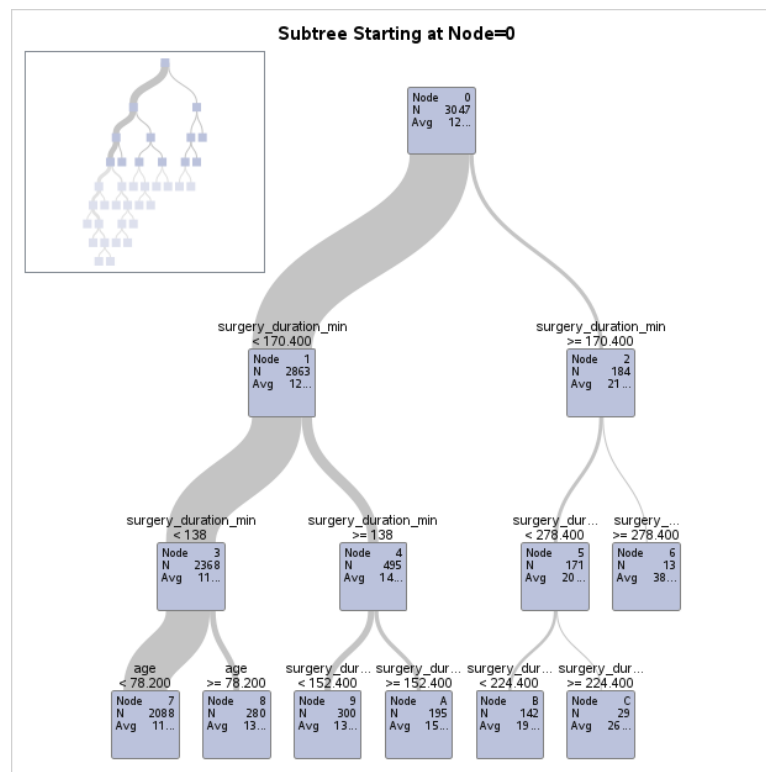 Subtree Starting at Node=0
Node 0
N 3047
Avg 12...
surgery_duration_min
< 170.400
Node 1
N 2863
Avg 12...
surgery_duration_min
>= 170.400
Node 2
N 184
Avg 21...
surgery_duration_min
< 138
Node 3
N 2368
Avg 11...
surgery_duration_min
>= 138
Node 4
N 495
Avg 14...
surgery_dur...
< 278.400
Node 5
N 171
Avg 20...
surgery_...
>= 278.400
Node 6
N 13
Avg 38...
age
< 78.200
Node 7
N 2088
Avg 11...
age
>= 78.200
Node 8
N 280
Avg 13...
surgery_dur...
< 152.400
Node 9
N 300
Avg 13...
surgery_dur...
>= 152.400
Node A
N 195
Avg 15...
surgery_dur...
< 224.400
Node B
N 142
Avg 19...
surgery_dur...
>= 224.400
Node C
N 29
Avg 26...